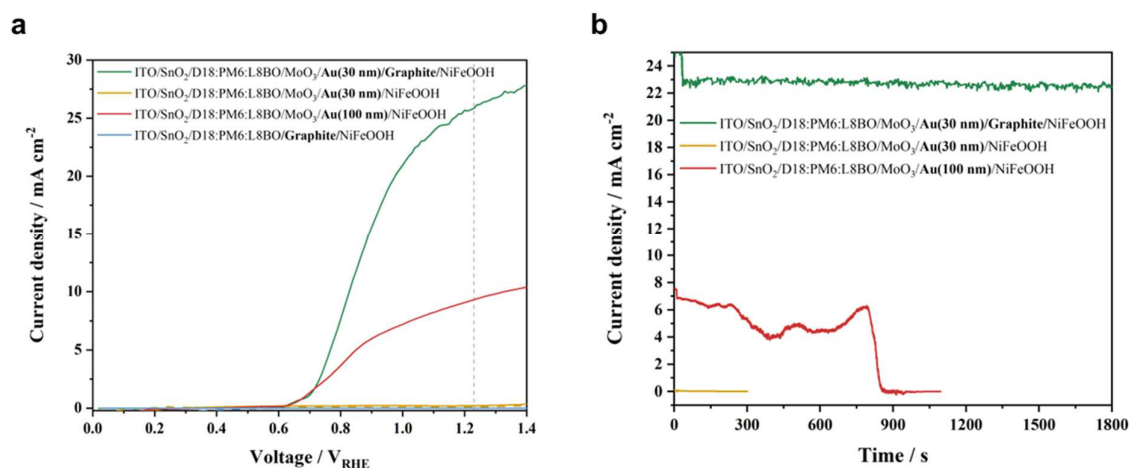 a
b
30
25
20
15
10
5
0
Current density / mA cm⁻²
ITO/SnO₂/D18:PM6:L8BO/MoO₃/Au(30 nm)/Graphite/NiFeOOH
ITO/SnO₂/D18:PM6:L8BO/MoO₃/Au(30 nm)/NiFeOOH
ITO/SnO₂/D18:PM6:L8BO/MoO₃/Au(100 nm)/NiFeOOH
ITO/SnO₂/D18:PM6:L8BO/Graphite/NiFeOOH
0.0 0.2 0.4 0.6 0.8 1.0 1.2 1.4
Voltage / V_RHE
24
22
20
18
16
14
12
10
8
6
4
2
0
Current density / mA cm⁻²
ITO/SnO₂/D18:PM6:L8BO/MoO₃/Au(30 nm)/Graphite/NiFeOOH
ITO/SnO₂/D18:PM6:L8BO/MoO₃/Au(30 nm)/NiFeOOH
ITO/SnO₂/D18:PM6:L8BO/MoO₃/Au(100 nm)/NiFeOOH
0 300 600 900 1200 1500 1800
Time / s